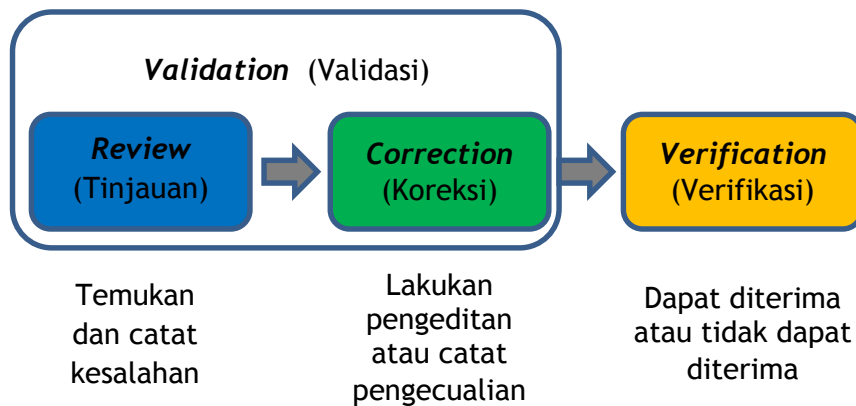 Validation (Validasi)
Review
(Tinjauan)
Correction
(Koreksi)
Verification
(Verifikasi)
Temukan
dan catat
kesalahan
Lakukan
pengeditan
atau catat
pengecualian
Dapat diterima
atau tidak dapat
diterima